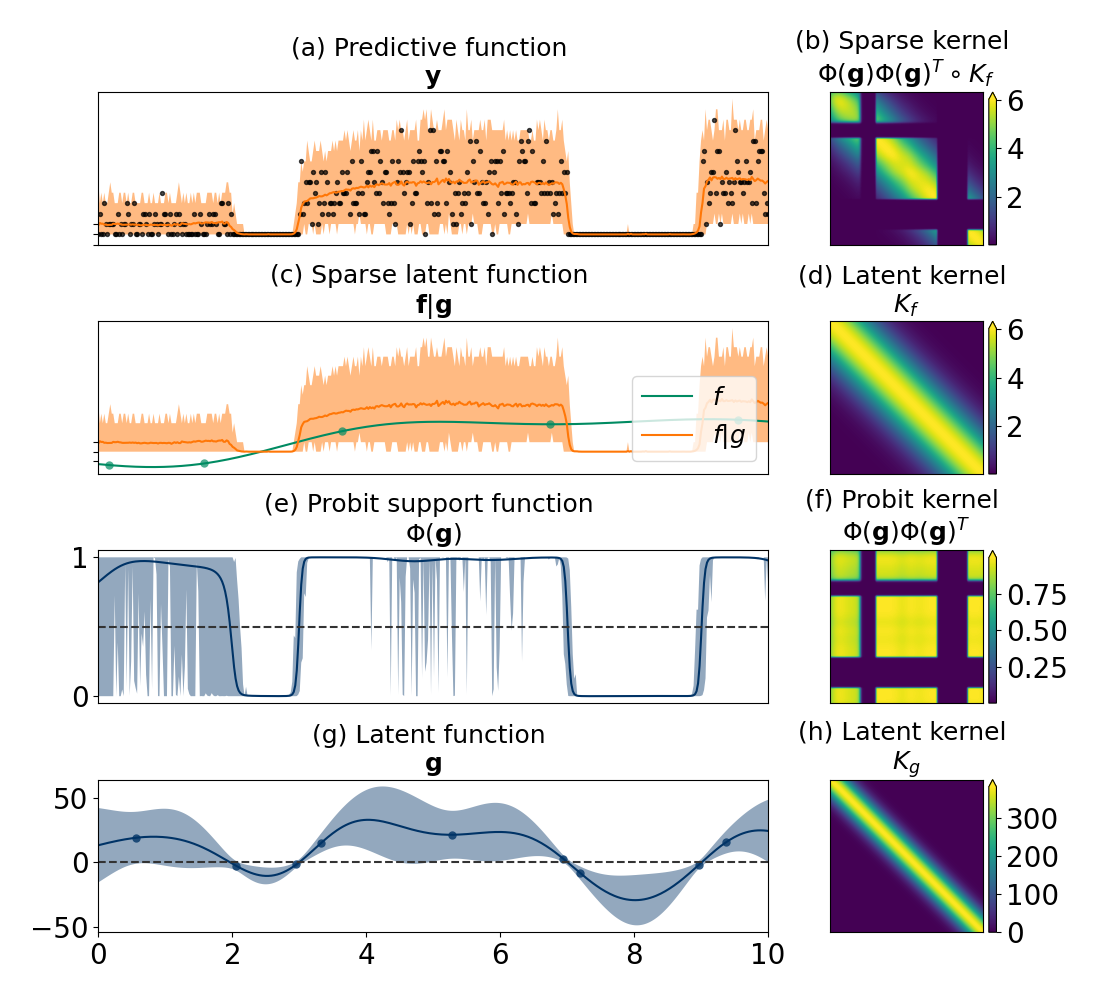 (a) Predictive function
y
(b) Sparse kernel
Φ(g)Φ(g)^T ∘ K_f
6
4
2
(c) Sparse latent function
f|g
f
f|g
(d) Latent kernel
K_f
6
4
2
(e) Probit support function
Φ(g)
1
0
(f) Probit kernel
Φ(g)Φ(g)^T
0.75
0.50
0.25
(g) Latent function
g
50
0
−50
0 2 4 6 8 10
(h) Latent kernel
K_g
300
200
100
0